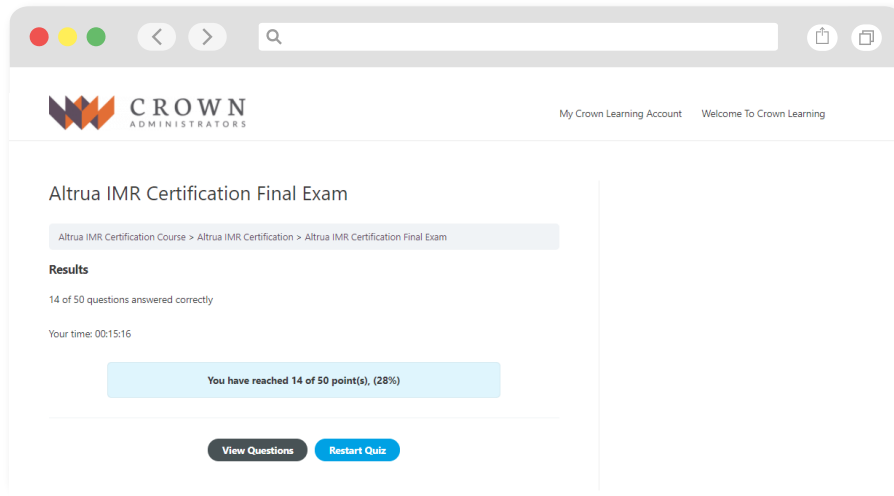 CROWN
ADMINISTRATORS
My Crown Learning Account Welcome To Crown Learning
Altrua IMR Certification Final Exam
Altrua IMR Certification Course > Altrua IMR Certification > Altrua IMR Certification Final Exam
Results
14 of 50 questions answered correctly
Your time: 00:15:16
You have reached 14 of 50 point(s), (28%)
View Questions Restart Quiz